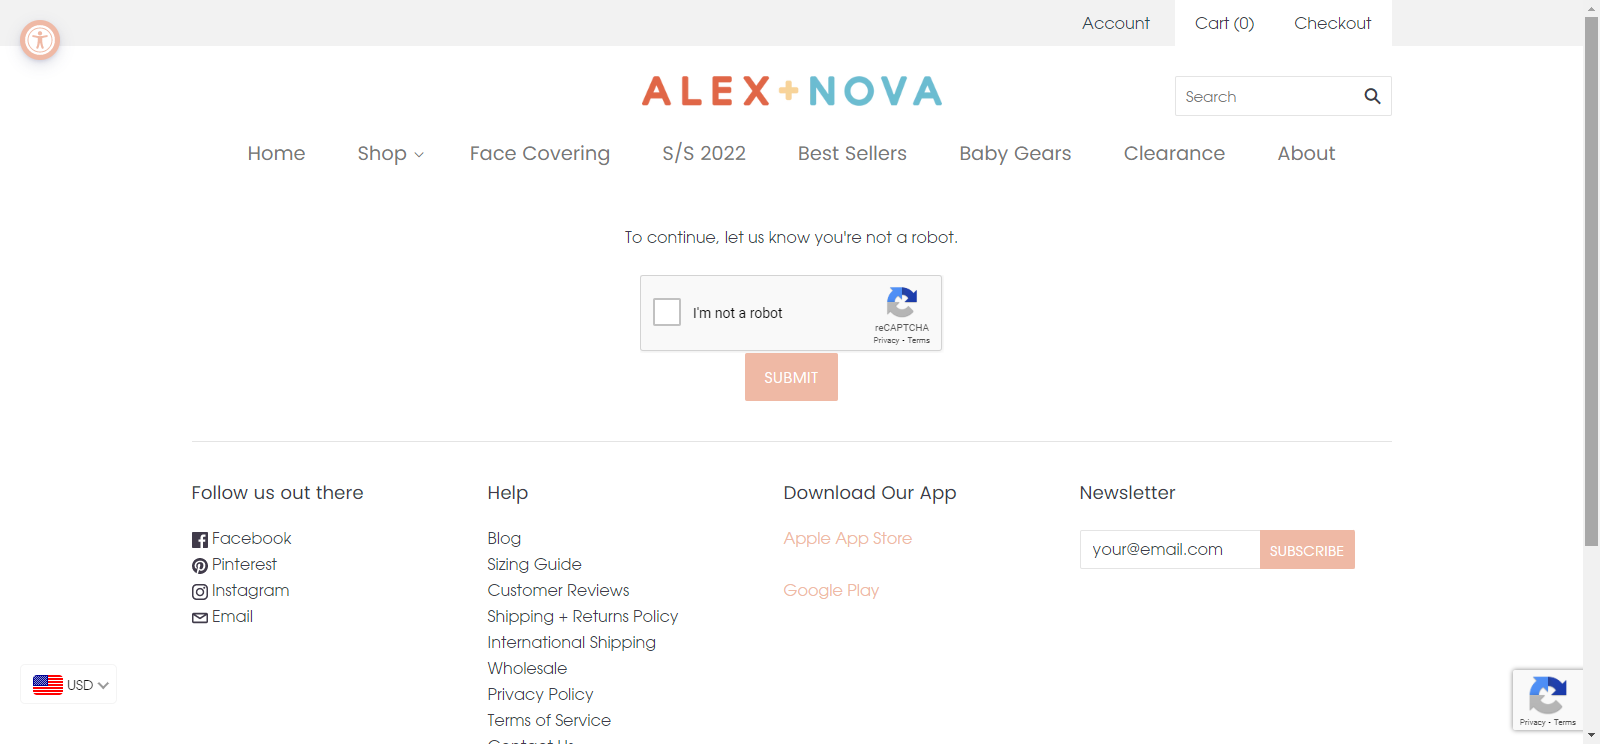 Account Cart (0) Checkout
ALEX+NOVA
Search
Home Shop Face Covering S/S 2022 Best Sellers Baby Gears Clearance About
To continue, let us know you're not a robot.
I'm not a robot
reCAPTCHA
Privacy - Terms
SUBMIT
Follow us out there
Facebook
Pinterest
Instagram
Email
Help
Blog
Sizing Guide
Customer Reviews
Shipping + Returns Policy
International Shipping
Wholesale
Privacy Policy
Terms of Service
Contact Us
Download Our App
Apple App Store
Google Play
Newsletter
your@email.com SUBSCRIBE
USD
Privacy - Terms